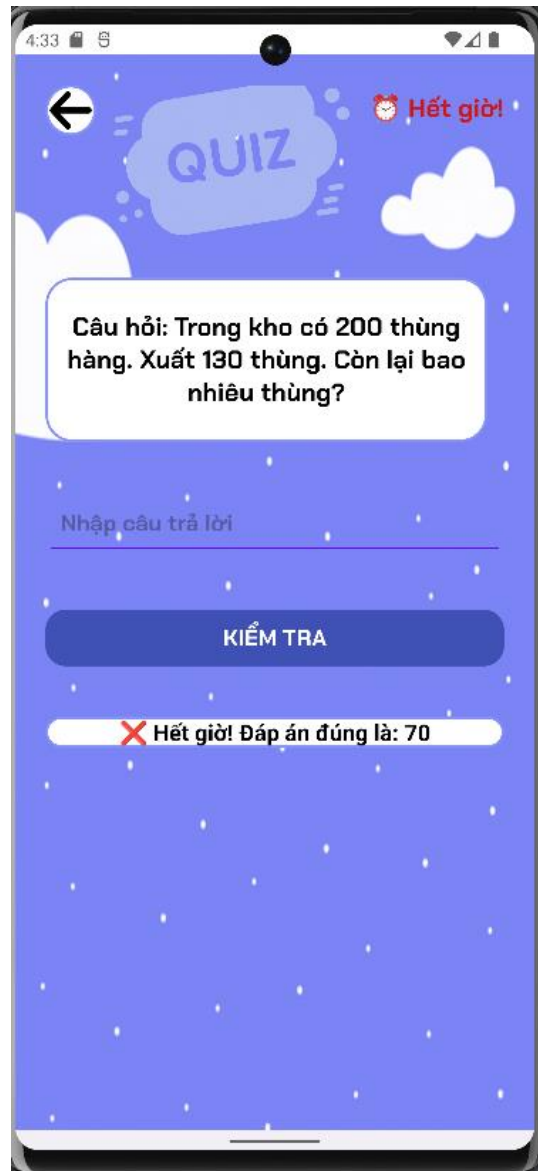 4:33
Hết giờ!
QUIZ
Câu hỏi: Trong kho có 200 thùng
hàng. Xuất 130 thùng. Còn lại bao
nhiêu thùng?
Nhập câu trả lời
KIỂM TRA
❌ Hết giờ! Đáp án đúng là: 70